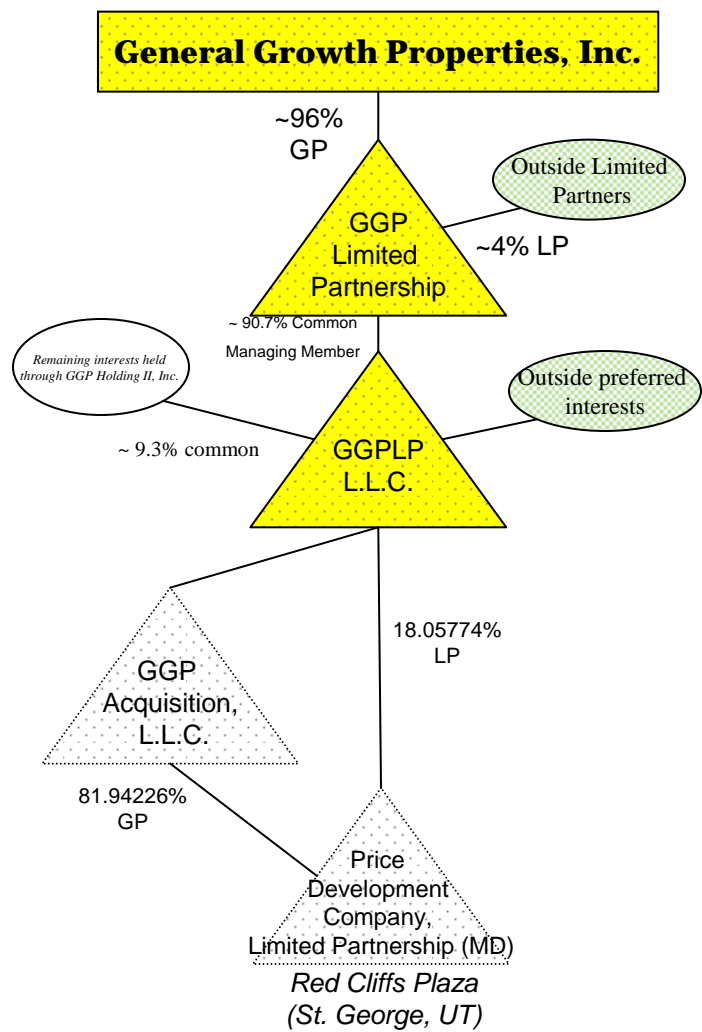 General Growth Properties, Inc.
~96%
GP
Outside Limited
Partners
GGP
Limited
Partnership
~4% LP
~ 90.7% Common
Managing Member
Remaining interests held
through GGP Holding II, Inc.
Outside preferred
interests
~ 9.3% common
GGPLP
L.L.C.
18.05774%
LP
GGP
Acquisition,
L.L.C.
81.94226%
GP
Price
Development
Company,
Limited Partnership (MD)
Red Cliffs Plaza
(St. George, UT)